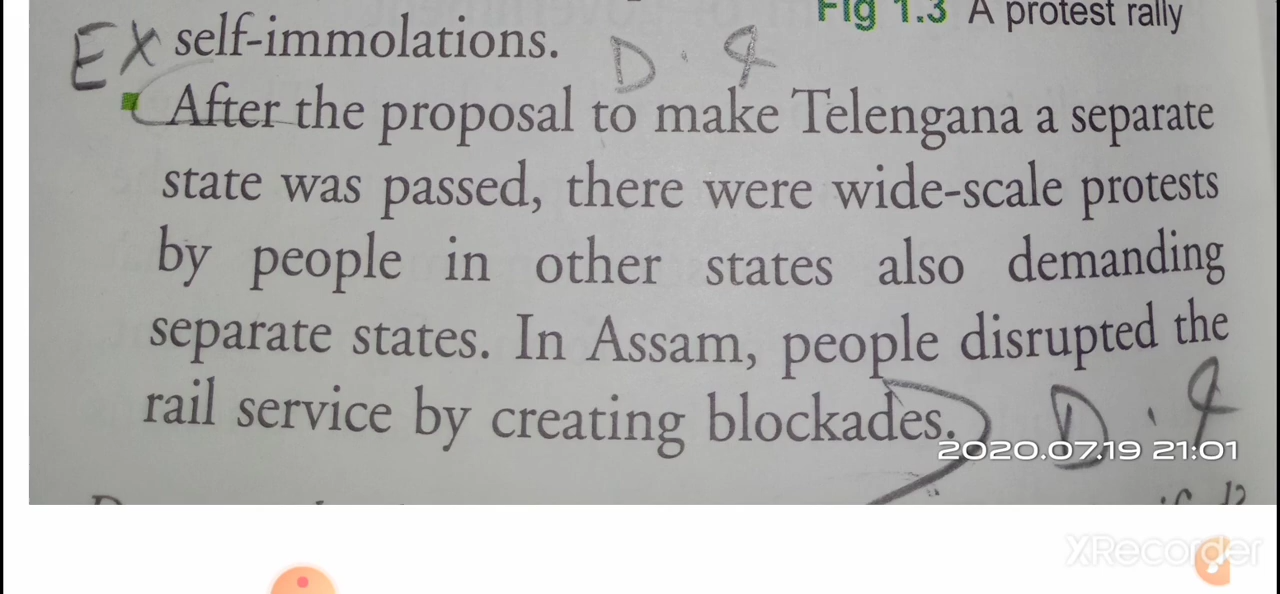 Fig 1.3 A protest rally
EX self-immolations.
D. 4
After the proposal to make Telengana a separate
state was passed, there were wide-scale protests
by people in other states also demanding
separate states. In Assam, people disrupted the
rail service by creating blockades.
D. 4
2020.07.19 21:01
XRecorder